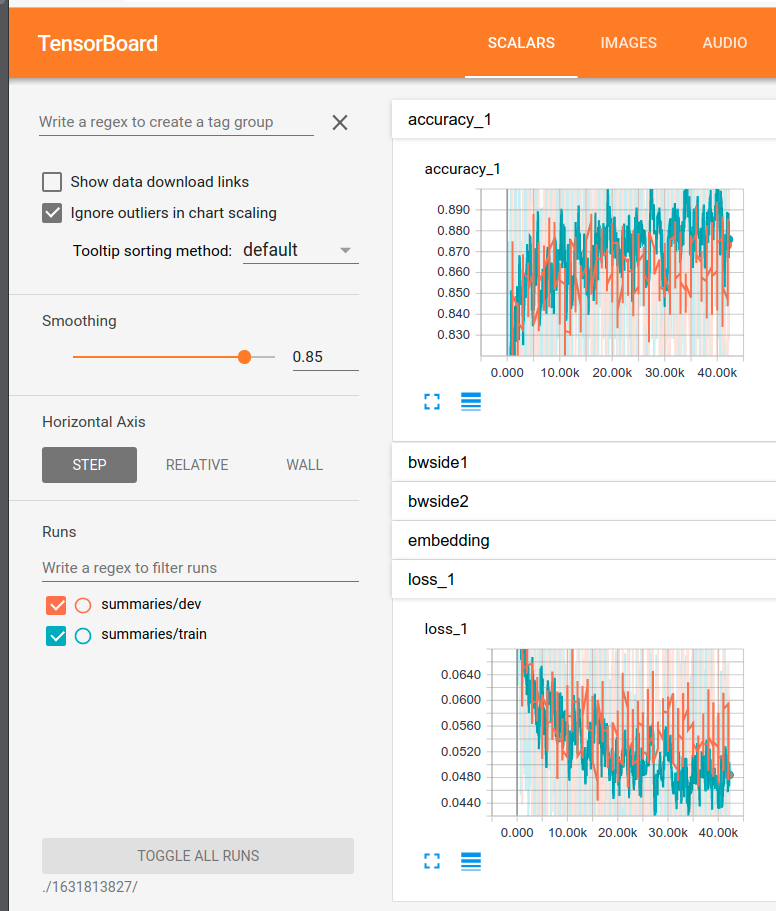 TensorBoard
SCALARS IMAGES AUDIO
Write a regex to create a tag group
Show data download links
Ignore outliers in chart scaling
Tooltip sorting method: default
Smoothing
0.85
Horizontal Axis
STEP RELATIVE WALL
Runs
Write a regex to filter runs
summaries/dev
summaries/train
TOGGLE ALL RUNS
./1631813827/
accuracy_1
accuracy_1
0.890
0.880
0.870
0.860
0.850
0.840
0.830
0.000 10.00k 20.00k 30.00k 40.00k
bwside1
bwside2
embedding
loss_1
loss_1
0.0640
0.0600
0.0560
0.0520
0.0480
0.0440
0.000 10.00k 20.00k 30.00k 40.00k